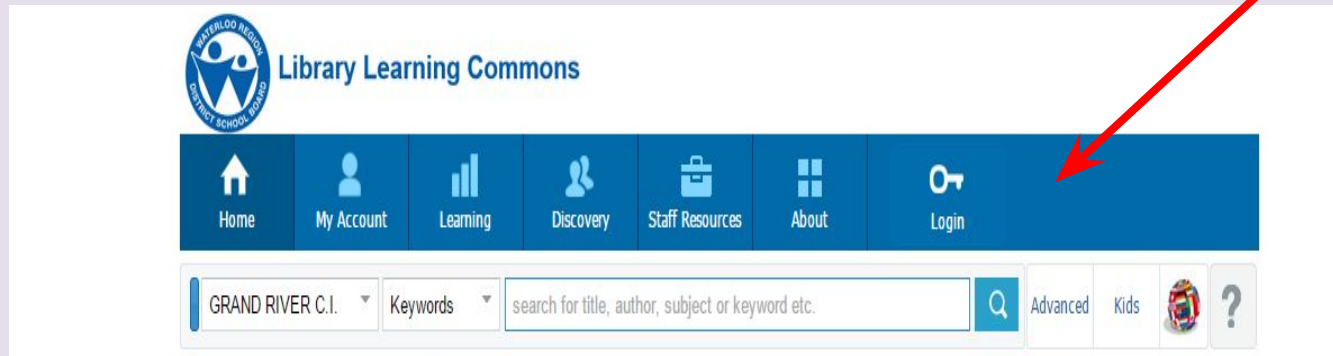 WATERLOO REGION
DISTRICT SCHOOL BOARD
Library Learning Commons
Home My Account Learning Discovery Staff Resources About Login
GRAND RIVER C.I. Keywords search for title, author, subject or keyword etc. Advanced Kids ?